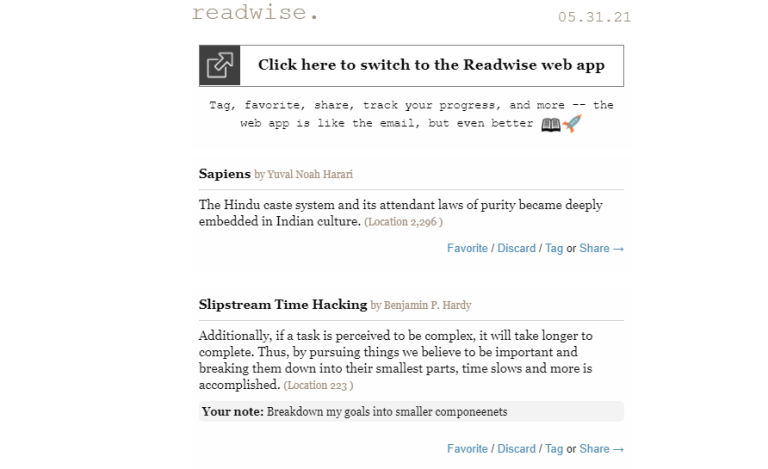 readwise.
05.31.21
Click here to switch to the Readwise web app
Tag, favorite, share, track your progress, and more -- the
web app is like the email, but even better 📖🚀
Sapiens by Yuval Noah Harari
The Hindu caste system and its attendant laws of purity became deeply
embedded in Indian culture. (Location 2,296 )
Favorite / Discard / Tag or Share →
Slipstream Time Hacking by Benjamin P. Hardy
Additionally, if a task is perceived to be complex, it will take longer to
complete. Thus, by pursuing things we believe to be important and
breaking them down into their smallest parts, time slows and more is
accomplished. (Location 223 )
Your note: Breakdown my goals into smaller componeenets
Favorite / Discard / Tag or Share →